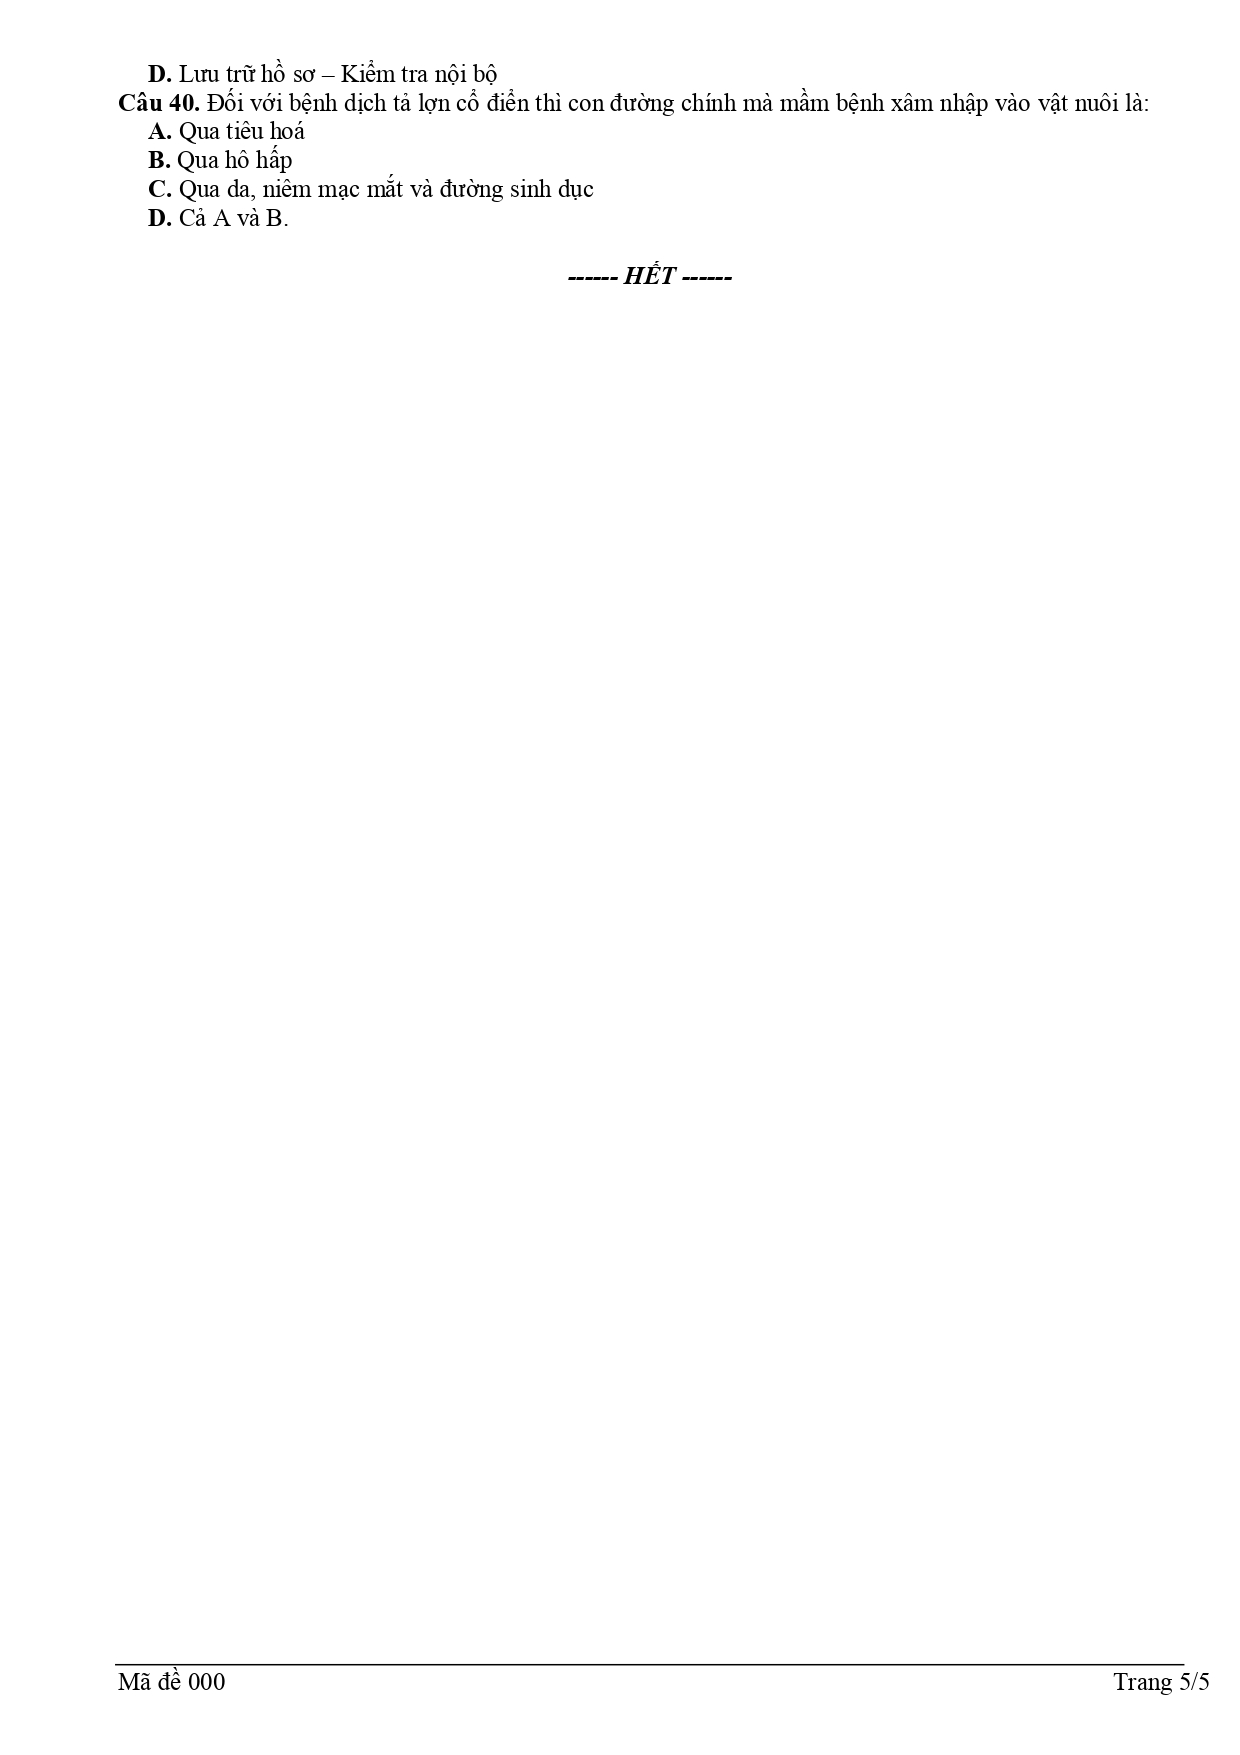 D. Lưu trữ hồ sơ – Kiểm tra nội bộ
Câu 40. Đối với bệnh dịch tả lợn cổ điển thì con đường chính mà mầm bệnh xâm nhập vào vật nuôi là:
A. Qua tiêu hoá
B. Qua hô hấp
C. Qua da, niêm mạc mắt và đường sinh dục
D. Cả A và B.
------ HẾT ------
Mã đề 000 Trang 5/5